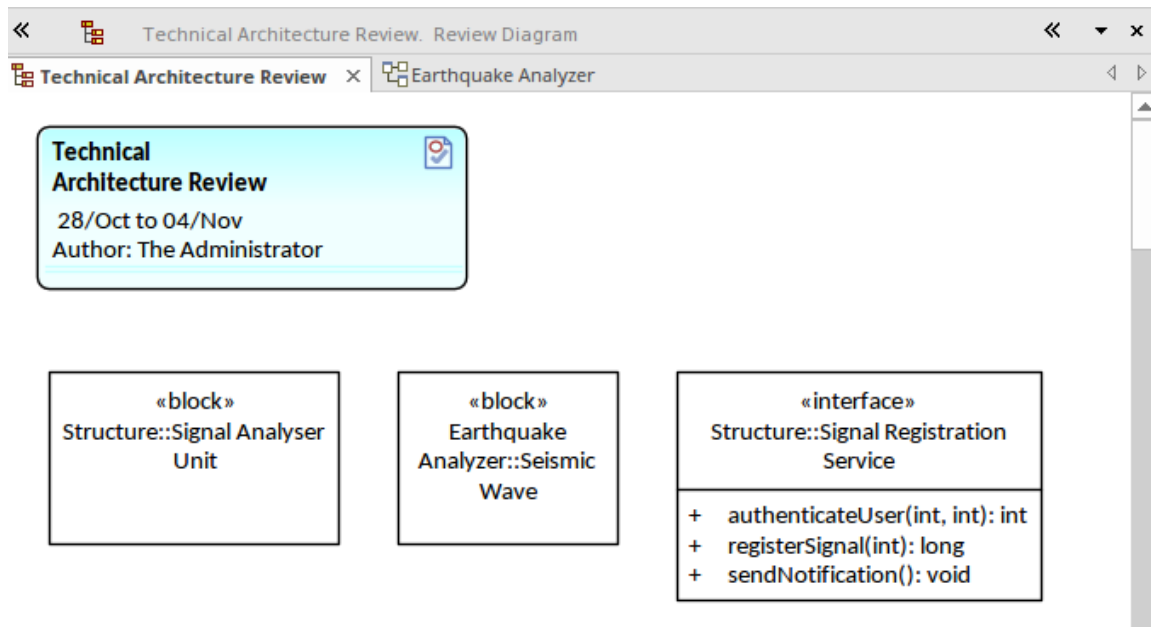 Technical Architecture Review.  Review Diagram
Technical Architecture Review
Earthquake Analyzer
Technical
Architecture Review
28/Oct to 04/Nov
Author: The Administrator
«block»
Structure::Signal Analyser
Unit
«block»
Earthquake
Analyzer::Seismic
Wave
«interface»
Structure::Signal Registration
Service
+ authenticateUser(int, int): int
+ registerSignal(int): long
+ sendNotification(): void